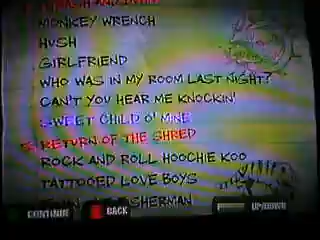 MONKEY WRENCH
HUSH
GIRLFRIEND
WHO WAS IN MY ROOM LAST NIGHT?
CAN'T YOU HEAR ME KNOCKIN'
SWEET CHILD O' MINE
RETURN OF THE SHRED
ROCK AND ROLL HOOCHIE KOO
TATTOOED LOVE BOYS
SHERMAN
CONTINUE
BACK
UP/DOWN